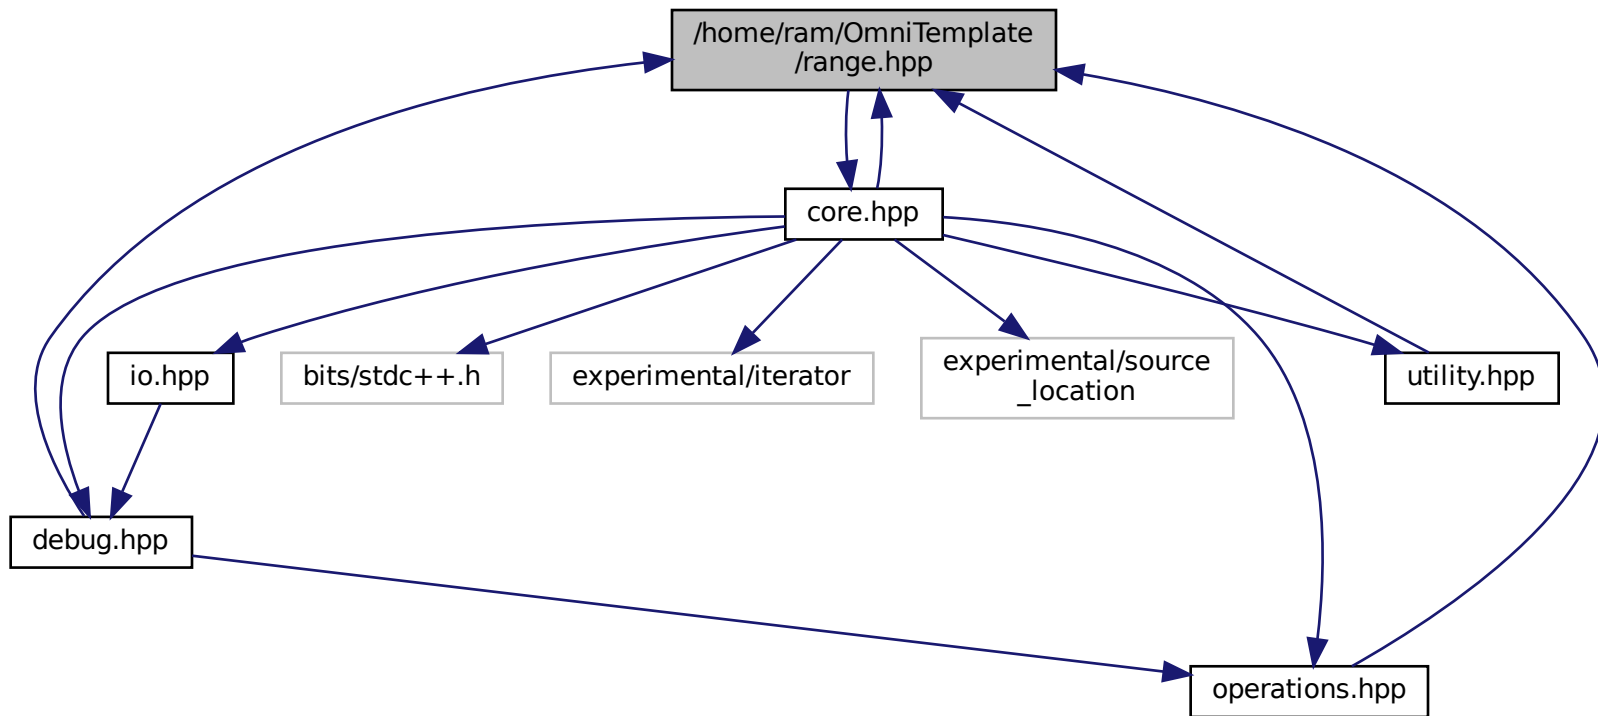 /home/ram/OmniTemplate
/range.hpp
core.hpp
io.hpp
bits/stdc++.h
experimental/iterator
experimental/source
_location
utility.hpp
debug.hpp
operations.hpp